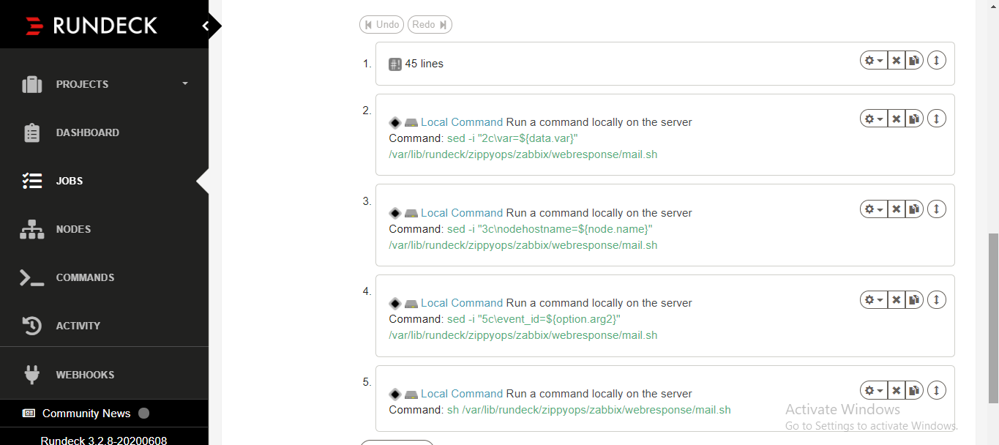 RUNDECK
PROJECTS
DASHBOARD
JOBS
NODES
COMMANDS
ACTIVITY
WEBHOOKS
Community News
Rundeck 3.2.8-20200608
Undo Redo
1. #! 45 lines
2. Local Command Run a command locally on the server
Command: sed -i "2c\var=${data.var}"
/var/lib/rundeck/zippyops/zabbix/webresponse/mail.sh
3. Local Command Run a command locally on the server
Command: sed -i "3c\nodehostname=${node.name}"
/var/lib/rundeck/zippyops/zabbix/webresponse/mail.sh
4. Local Command Run a command locally on the server
Command: sed -i "5c\event_id=${option.arg2}"
/var/lib/rundeck/zippyops/zabbix/webresponse/mail.sh
5. Local Command Run a command locally on the server
Command: sh /var/lib/rundeck/zippyops/zabbix/webresponse/mail.sh
Activate Windows
Go to Settings to activate Windows.